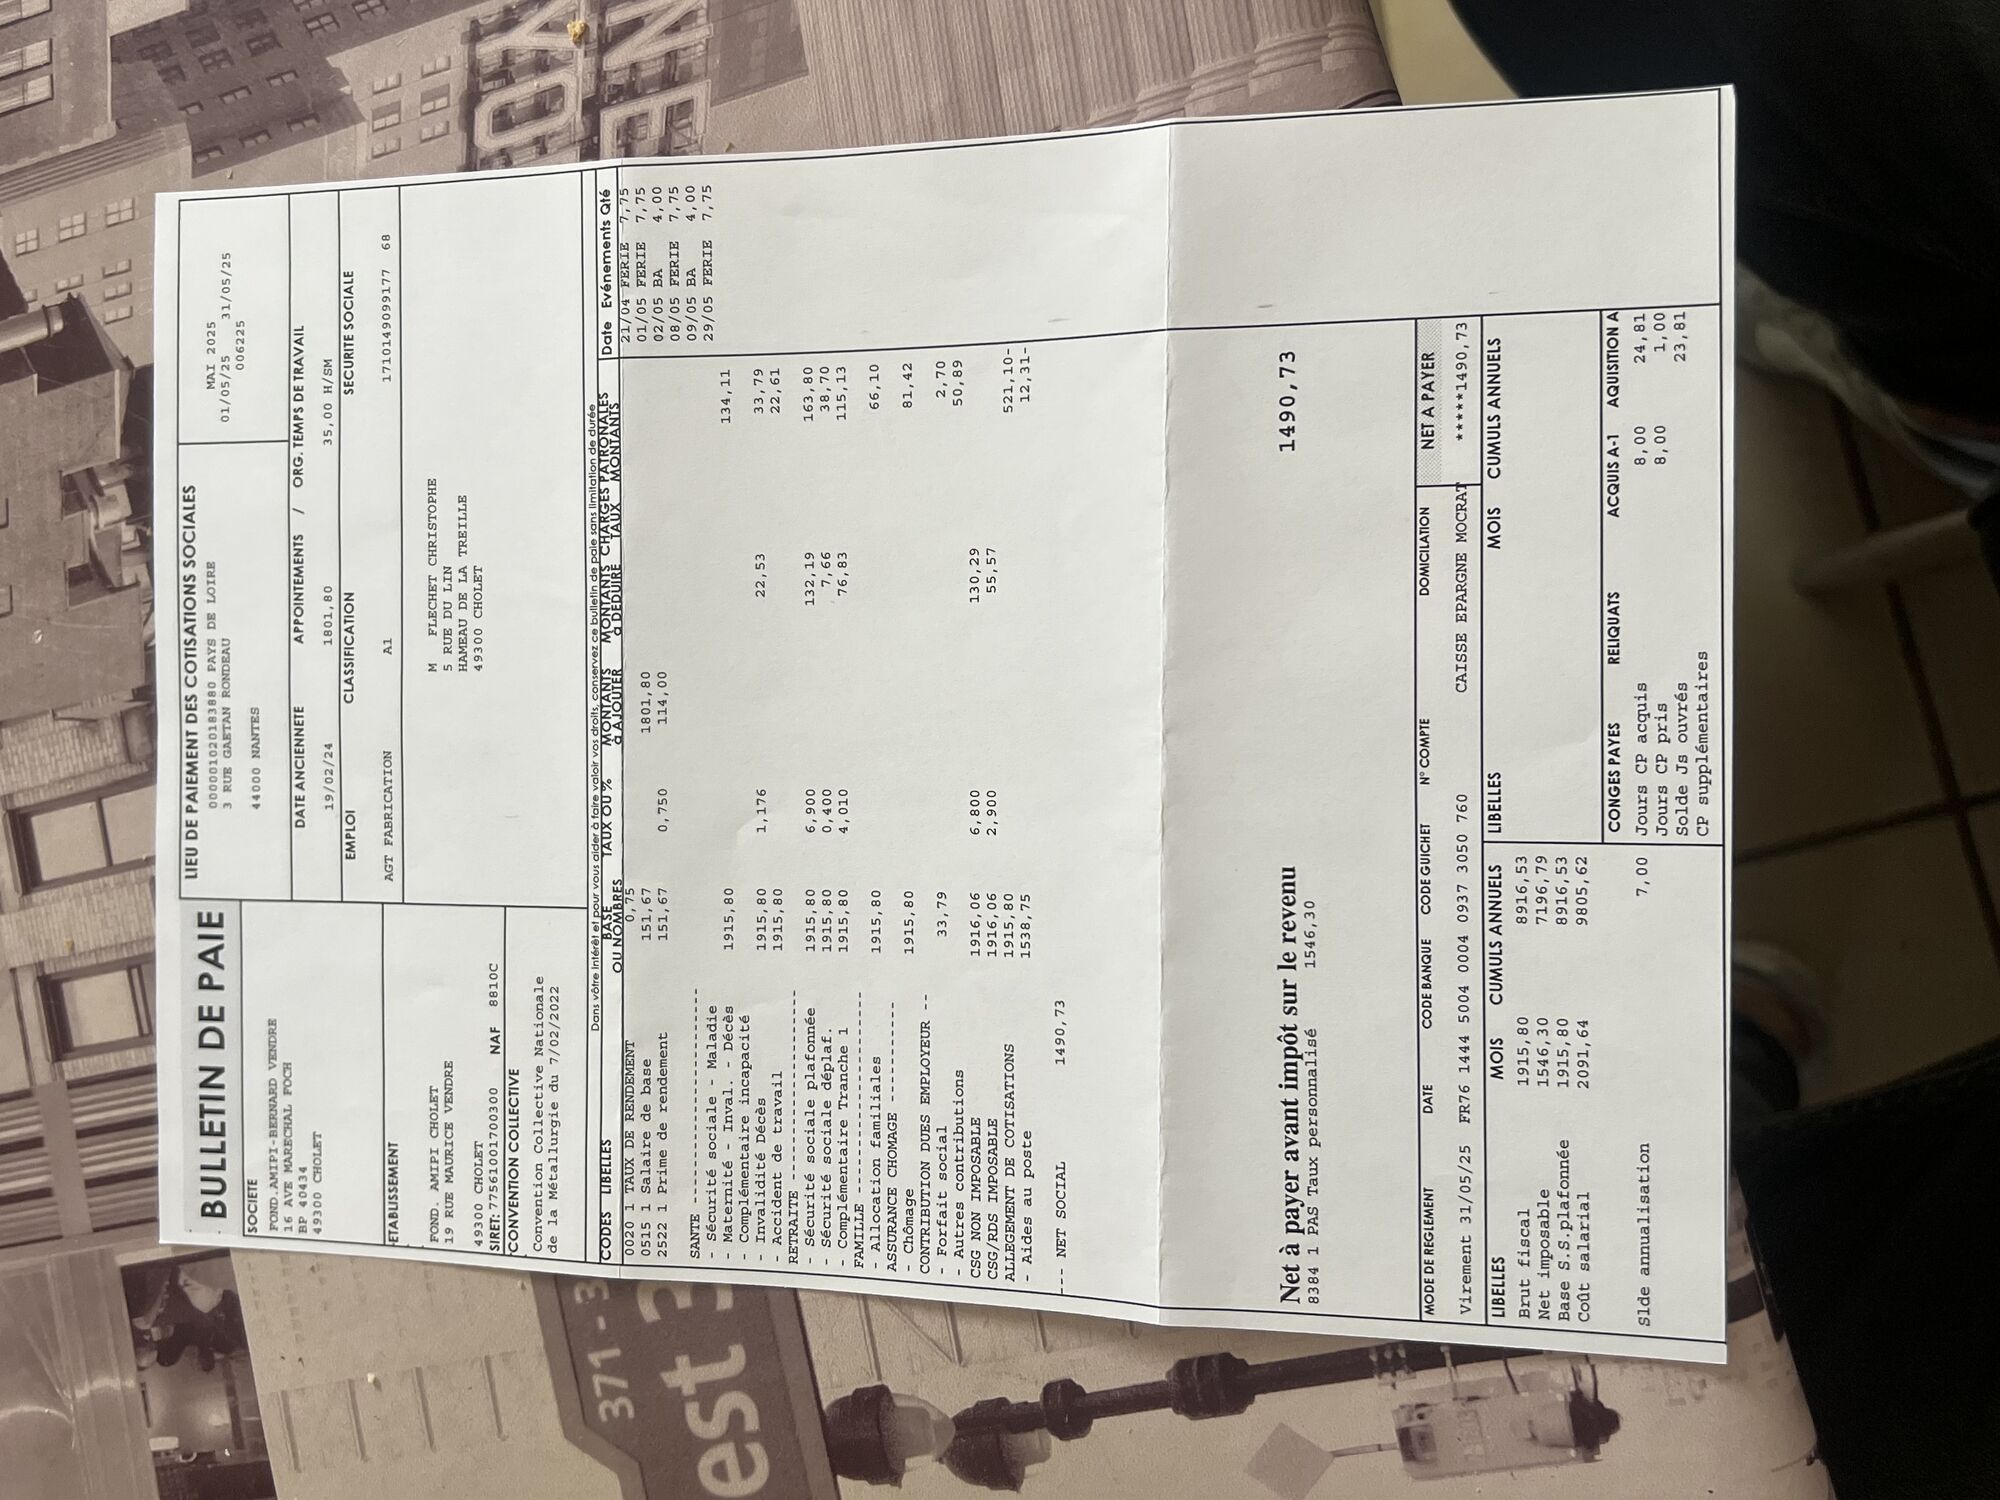 BULLETIN DE PAIE
SOCIETE
FOND.AMIPI-BERNARD VENDRE
16 AVE MARECHAL FOCH
BP 40434
49300 CHOLET
ETABLISSEMENT
FOND. AMIPI CHOLET
19 RUE MAURICE VENDRE
49300 CHOLET
SIRET: 77561001700300 NAF 8810C
CONVENTION COLLECTIVE
Convention Collective Nationale
de la Métallurgie du 7/02/2022
LIEU DE PAIEMENT DES COTISATIONS SOCIALES
000001020183880 PAYS DE LOIRE
3 RUE GAETAN RONDEAU
44000 NANTES
MAI 2025
01/05/25 31/05/25
006225
DATE ANCIENNETE APPOINTEMENTS / ORG. TEMPS DE TRAVAIL
19/02/24 1801,80 35,00 H/SM
EMPLOI CLASSIFICATION SECURITE SOCIALE
AGT FABRICATION A1 1710149099177 68
M FLECHET CHRISTOPHE
5 RUE DU LIN
HAMEAU DE LA TREILLE
49300 CHOLET
Dans vôtre intérêt et pour vous aider à faire valoir vos droits, conservez ce bulletin de paie sans limitation de durée
CODES LIBELLES BASE OU NOMBRES TAUX OU % MONTANTS à AJOUTER MONTANTS à DEDUIRE CHARGES PATRONALES TAUX MONTANTS Date Evénements Qté
0020 1 TAUX DE RENDEMENT 0,75 21/04 FERIE 7,75
0515 1 Salaire de base 151,67 1801,80 01/05 FERIE 7,75
2522 1 Prime de rendement 151,67 0,750 114,00 02/05 BA 4,00
08/05 FERIE 7,75
SANTE ------------------------- 09/05 BA 4,00
- Sécurité sociale - Maladie 29/05 FERIE 7,75
- Maternité - Inval. - Décès 1915,80 134,11
- Complémentaire incapacité
- Invalidité Décès 1915,80 1,176 22,53 33,79
- Accident de travail 1915,80 22,61
RETRAITE ----------------------
- Sécurité sociale plafonnée 1915,80 6,900 132,19 163,80
- Sécurité sociale déplaf. 1915,80 0,400 7,66 38,70
- Complémentaire Tranche 1 1915,80 4,010 76,83 115,13
FAMILLE -----------------------
- Allocation familiales 1915,80 66,10
ASSURANCE CHOMAGE -------------
- Chômage 1915,80 81,42
CONTRIBUTION DUES EMPLOYEUR --
- Forfait social 33,79 2,70
- Autres contributions 50,89
CSG NON IMPOSABLE 1916,06 6,800 130,29
CSG/RDS IMPOSABLE 1916,06 2,900 55,57
ALLEGEMENT DE COTISATIONS 1915,80 521,10-
- Aides au poste 1538,75 12,31-
--- NET SOCIAL 1490,73
Net à payer avant impôt sur le revenu 1490,73
8384 1 PAS Taux personnalisé 1546,30
MODE DE REGLEMENT DATE CODE BANQUE CODE GUICHET N° COMPTE DOMICILATION NET A PAYER
Virement 31/05/25 FR76 1444 5004 0004 0937 3050 760 CAISSE EPARGNE MOCRAT *****1490,73
LIBELLES MOIS CUMULS ANNUELS LIBELLES MOIS CUMULS ANNUELS
Brut fiscal 1915,80 8916,53
Net imposable 1546,30 7196,79
Base S.S.plafonnée 1915,80 8916,53
Coût salarial 2091,64 9805,62
CONGES PAYES RELIQUATS ACQUIS A-1 AQUISITION A
Slde annualisation 7,00 Jours CP acquis 8,00 24,81
Jours CP pris 8,00 1,00
Solde Js ouvrés 23,81
CP supplémentaires
371-3
est 3